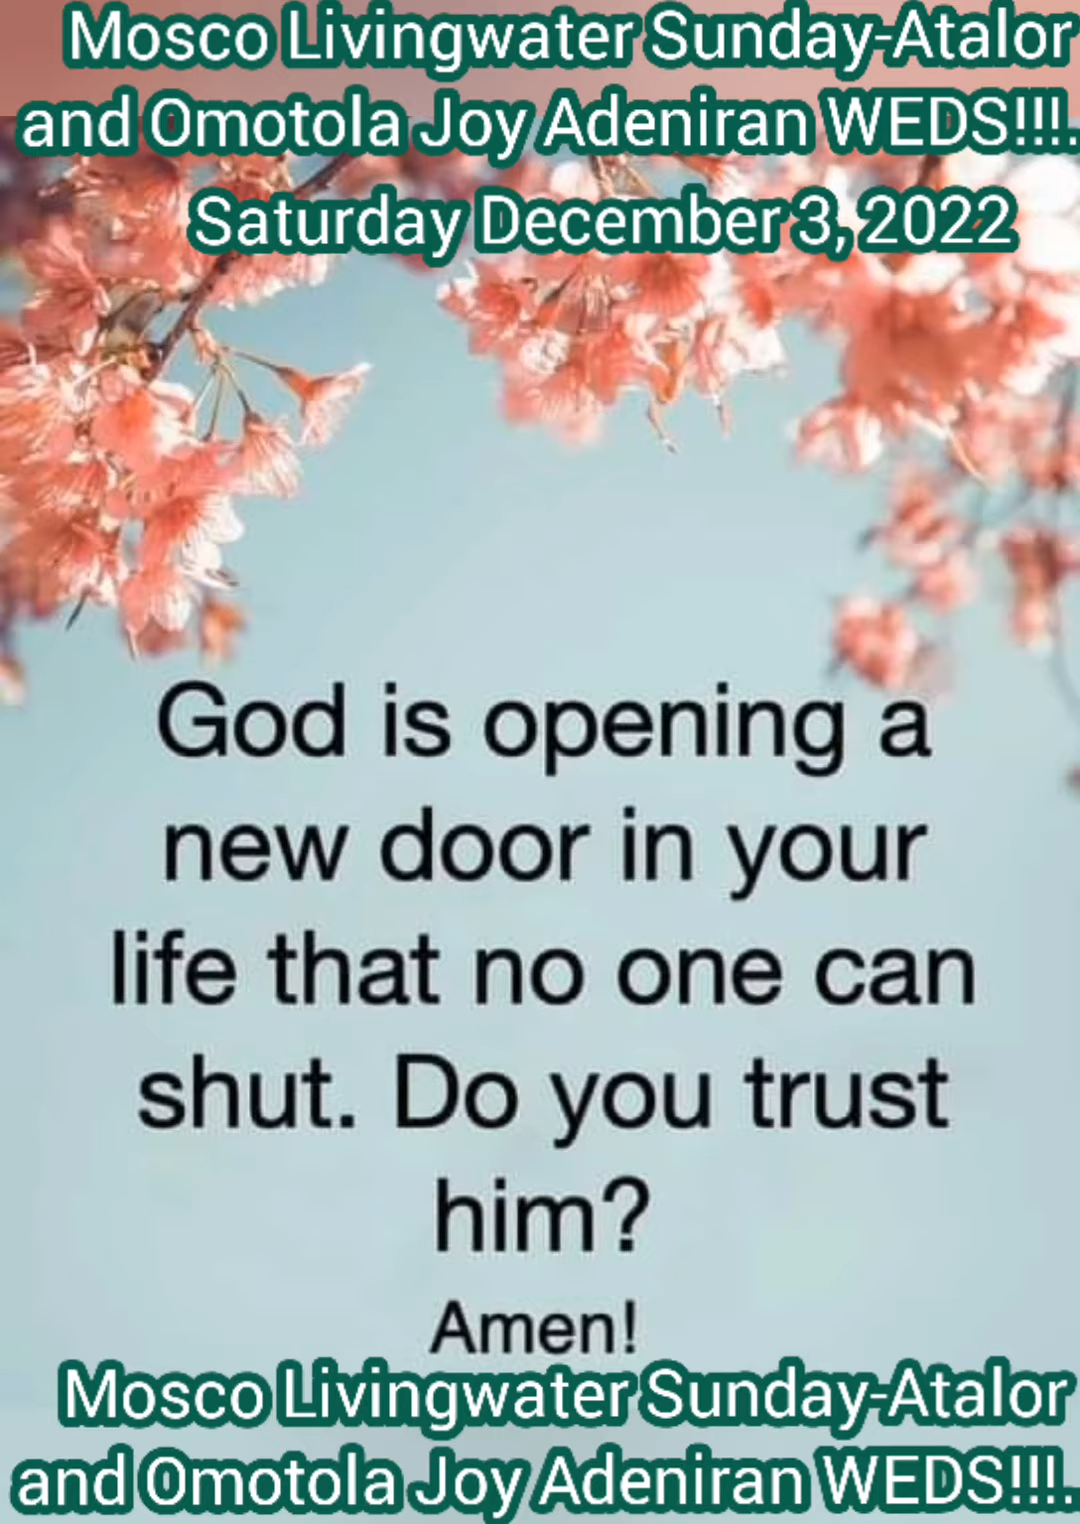 Mosco Livingwater Sunday-Atalor
and Omotola Joy Adeniran WEDS!!!.
Saturday December 3, 2022
God is opening a
new door in your
life that no one can
shut. Do you trust
him?
Amen!
Mosco Livingwater Sunday-Atalor
and Omotola Joy Adeniran WEDS!!!.